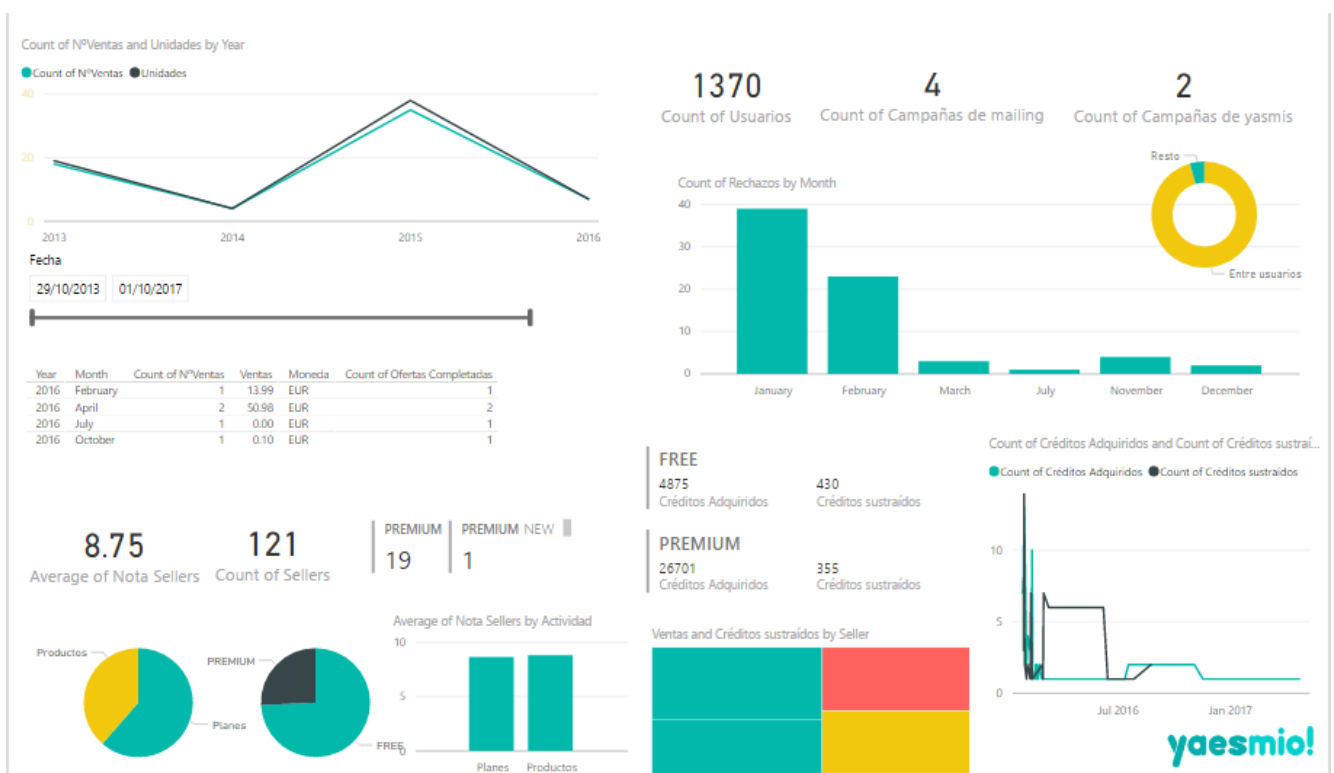 Count of NºVentas and Unidades by Year
Count of NºVentas Unidades
40
20
0
2013 2014 2015 2016
Fecha
29/10/2013 01/10/2017
Year Month Count of NºVentas Ventas Moneda Count of Ofertas Completadas
2016 February 1 13.99 EUR 1
2016 April 2 50.98 EUR 2
2016 July 1 0.00 EUR 1
2016 October 1 0.10 EUR 1
8.75
Average of Nota Sellers
121
Count of Sellers
PREMIUM
19
PREMIUM NEW
1
Productos
Planes
PREMIUM
FREE
Average of Nota Sellers by Actividad
10
5
0
Planes Productos
1370
Count of Usuarios
4
Count of Campañas de mailing
2
Count of Campañas de yasmis
Resto
Entre usuarios
Count of Rechazos by Month
40
30
20
10
0
January February March July November December
FREE
4875 430
Créditos Adquiridos Créditos sustraídos
PREMIUM
26701 355
Créditos Adquiridos Créditos sustraídos
Ventas and Créditos sustraídos by Seller
Count of Créditos Adquiridos and Count of Créditos sustraí...
Count of Créditos Adquiridos Count of Créditos sustraídos
10
5
0
Jul 2016 Jan 2017
yaesmio!